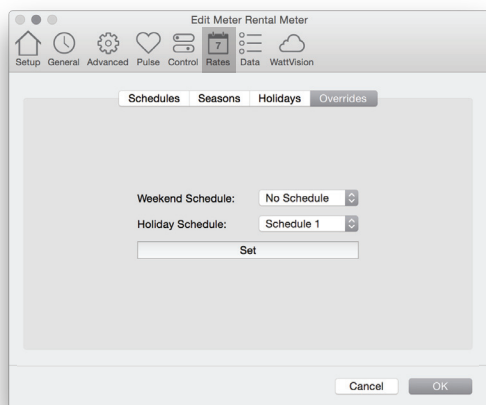 Edit Meter Rental Meter
7
Setup General Advanced Pulse Control Rates Data WattVision
Schedules Seasons Holidays Overrides
Weekend Schedule: No Schedule
Holiday Schedule: Schedule 1
Set
Cancel OK